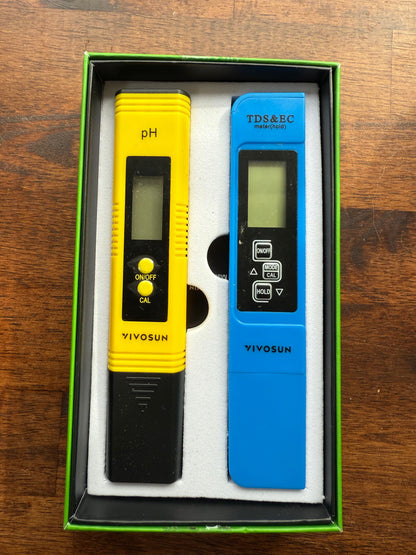 pH
ON/OFF
CAL
VIVOSUN
TDS&EC
meter(hold)
ON/OFF
△ MODE
CAL
HOLD ▽
VIVOSUN